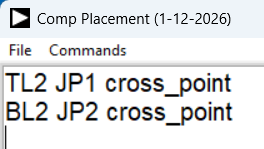 Comp Placement (1-12-2026)
File Commands
TL2 JP1 cross_point
BL2 JP2 cross_point